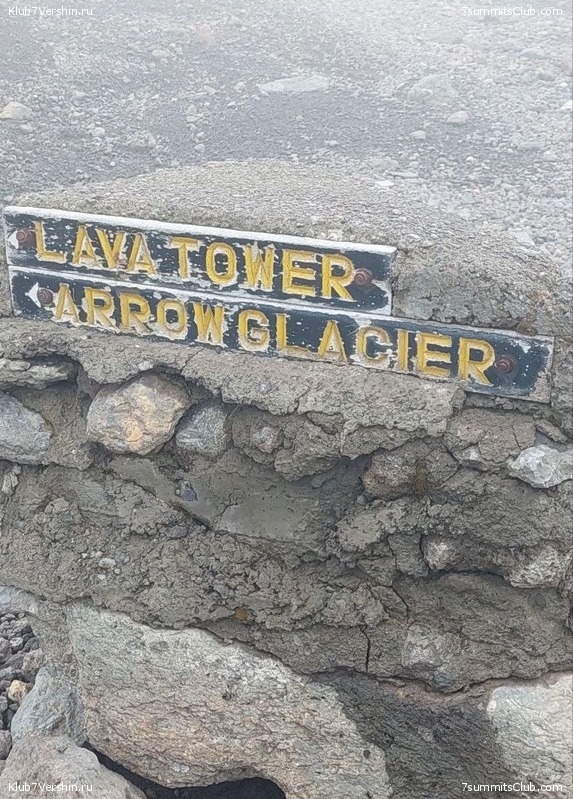 Klub7Vershin.ru
7summitsClub.com
LAVA TOWER
ARROW GLACIER
Klub7Vershin.ru
7summitsClub.com